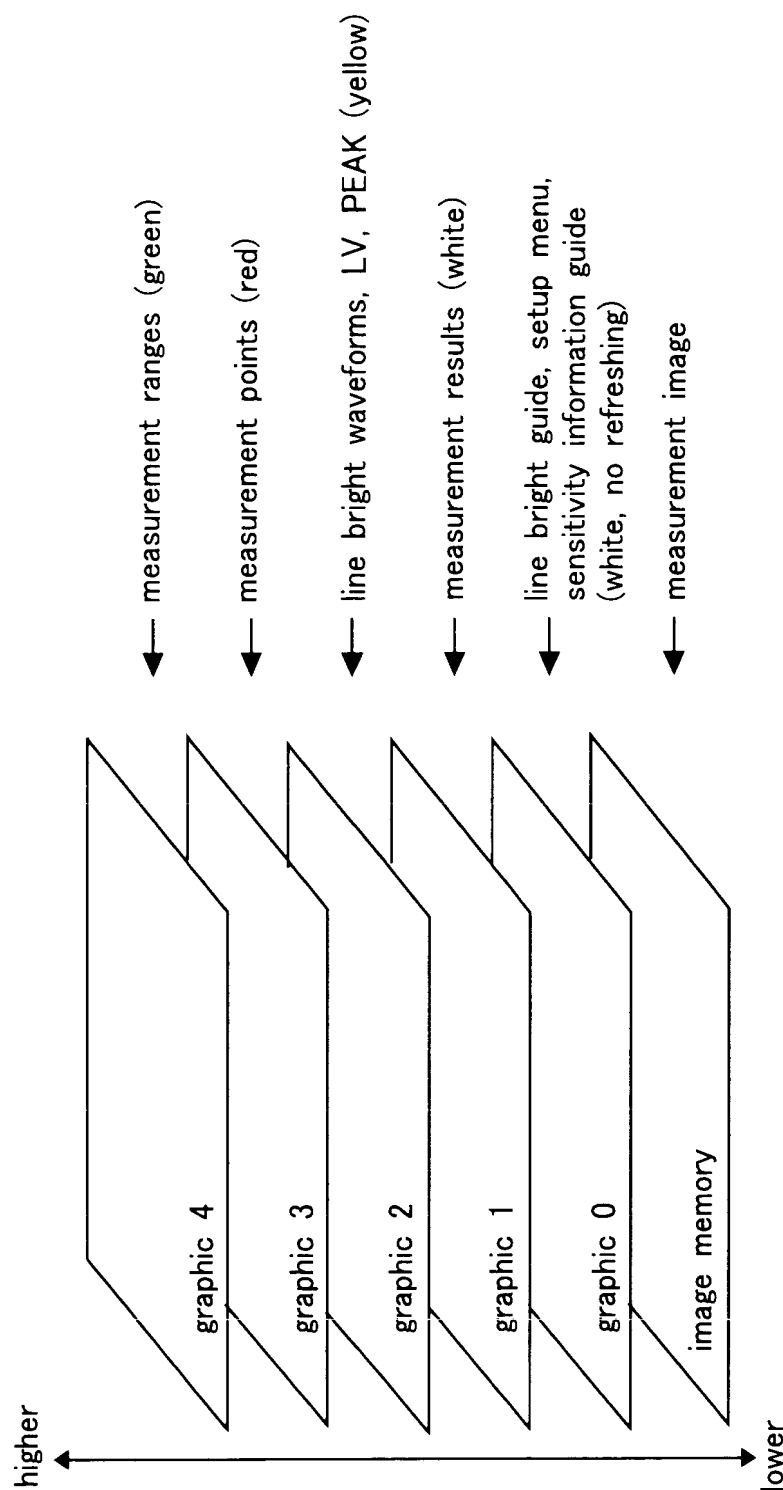 higher
graphic 4
measurement ranges (green)
graphic 3
measurement points (red)
graphic 2
line bright waveforms, LV, PEAK (yellow)
graphic 1
measurement results (white)
graphic 0
line bright guide, setup menu,
sensitivity information guide
(white, no refreshing)
image memory
measurement image
lower